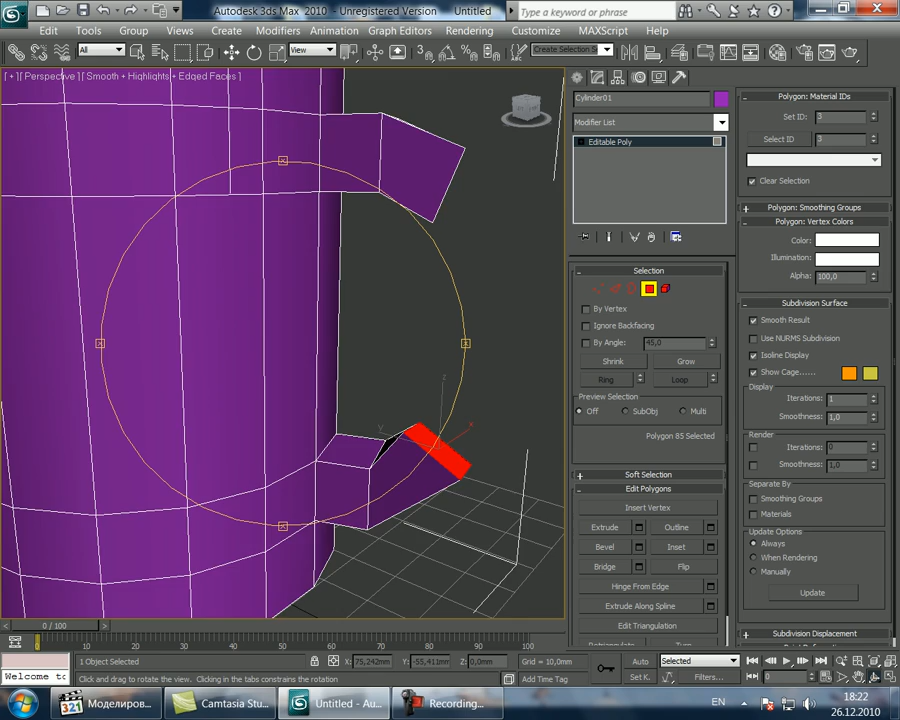 Autodesk 3ds Max 2010 - Unregistered Version Untitled
Type a keyword or phrase
Edit Tools Group Views Create Modifiers Animation Graph Editors Rendering Customize MAXScript Help
All View Create Selection Se
[ + ] [ Perspective ] [ Smooth + Highlights + Edged Faces ]
Cylinder01
Modifier List
Editable Poly
Selection
By Vertex
Ignore Backfacing
By Angle: 45,0
Shrink Grow
Ring Loop
Preview Selection
Off SubObj Multi
Polygon 85 Selected
Soft Selection
Edit Polygons
Insert Vertex
Extrude Outline
Bevel Inset
Bridge Flip
Hinge From Edge
Extrude Along Spline
Edit Triangulation
Retriangulate Turn
Polygon: Material IDs
Set ID: 3
Select ID 3
Clear Selection
Polygon: Smoothing Groups
Polygon: Vertex Colors
Color:
Illumination:
Alpha: 100,0
Subdivision Surface
Smooth Result
Use NURMS Subdivision
Isoline Display
Show Cage......
Display
Iterations: 1
Smoothness: 1,0
Render
Iterations: 0
Smoothness: 1,0
Separate By
Smoothing Groups
Materials
Update Options
Always
When Rendering
Manually
Update
Subdivision Displacement
z
y
x
0 / 100
0 10 20 30 40 50 60 70 80 90 100
1 Object Selected X: 75,242mm Y: -55,411mm Z: 0,0mm Grid = 10,0mm Auto Selected
Welcome to Click and drag to rotate the view. Clicking in the tabs constrains the rotation Add Time Tag Set K. Filters... 0
321 Моделиров... Camtasia Stu... Untitled - Au... Recording... EN 18:22
26.12.2010